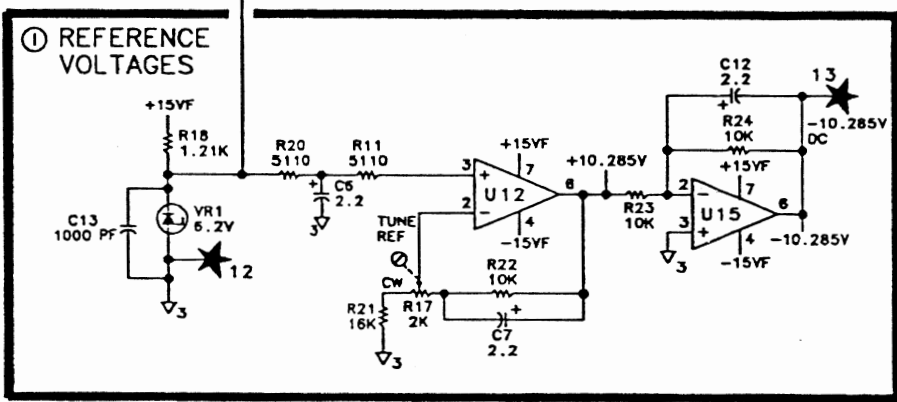 ① REFERENCE
VOLTAGES
+15VF
R18
1.21K
C13
1000 PF
VR1
6.2V
12
3
R20
5110
R11
5110
+
C6
2.2
3
TUNE
REF
CW
R21
16K
3
R17
2K
3
+
2
−
+15VF
7
U12
6
4
−15VF
R22
10K
+
C7
2.2
+10.285V
R23
10K
C12
2.2
+
R24
10K
13
−10.285V
DC
+15VF
7
2
−
3
+
U15
6
4
−15VF
−10.285V
3